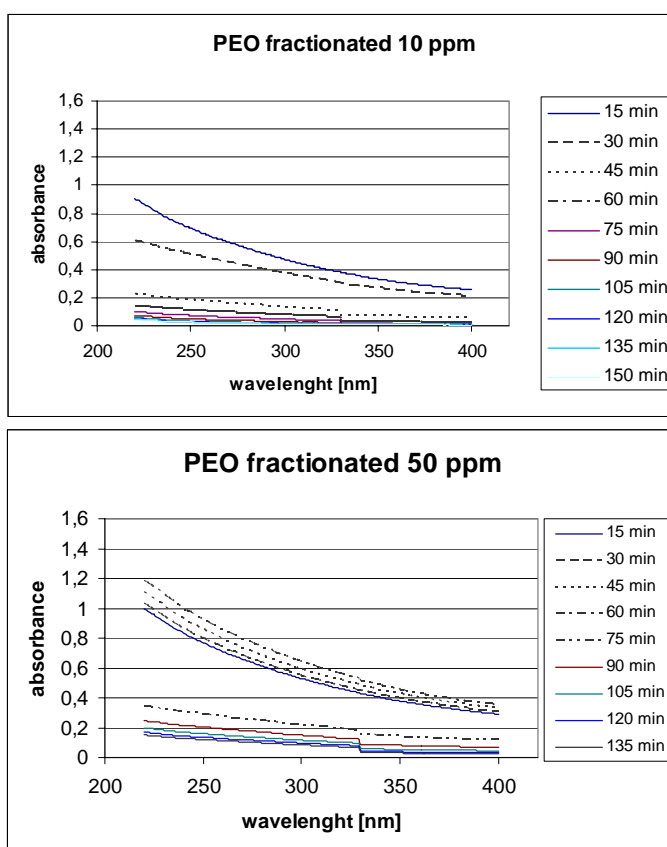 PEO fractionated 10 ppm
1,6
1,4
1,2
1
0,8
0,6
0,4
0,2
0
absorbance
200 250 300 350 400
wavelenght [nm]
15 min
30 min
45 min
60 min
75 min
90 min
105 min
120 min
135 min
150 min
PEO fractionated 50 ppm
1,6
1,4
1,2
1
0,8
0,6
0,4
0,2
0
absorbance
200 250 300 350 400
wavelenght [nm]
15 min
30 min
45 min
60 min
75 min
90 min
105 min
120 min
135 min